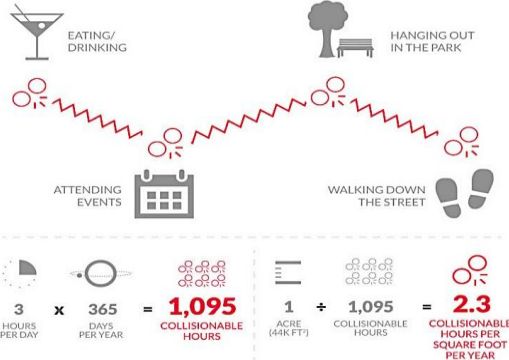 EATING/
DRINKING
HANGING OUT
IN THE PARK
ATTENDING
EVENTS
WALKING DOWN
THE STREET
3
HOURS
PER DAY
x
365
DAYS
PER YEAR
=
1,095
COLLISIONABLE
HOURS
1
ACRE
(44K FT²)
÷
1,095
COLLISIONABLE
HOURS
=
2.3
COLLISIONABLE
HOURS PER
SQUARE FOOT
PER YEAR